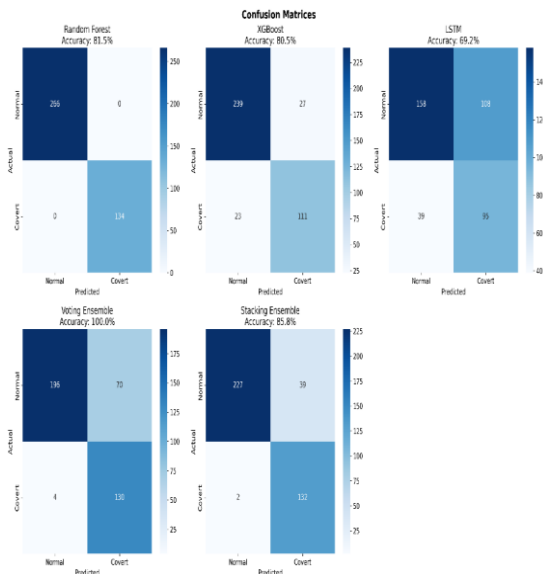 Confusion Matrices
Random Forest
Accuracy: 81.5%
Normal
266
0
Actual
Covert
0
134
Normal
Covert
Predicted
250
200
150
100
50
0
XGBoost
Accuracy: 80.5%
Normal
239
27
Actual
Covert
23
111
Normal
Covert
Predicted
225
200
175
150
125
100
75
50
25
LSTM
Accuracy: 69.2%
Normal
158
108
Actual
Covert
39
95
Normal
Covert
Predicted
Voting Ensemble
Accuracy: 100.0%
Normal
196
70
Actual
Covert
4
130
Normal
Covert
Predicted
175
150
125
100
75
50
25
Stacking Ensemble
Accuracy: 85.8%
Normal
227
39
Actual
Covert
2
132
Normal
Covert
Predicted
225
200
175
150
125
100
75
50
25